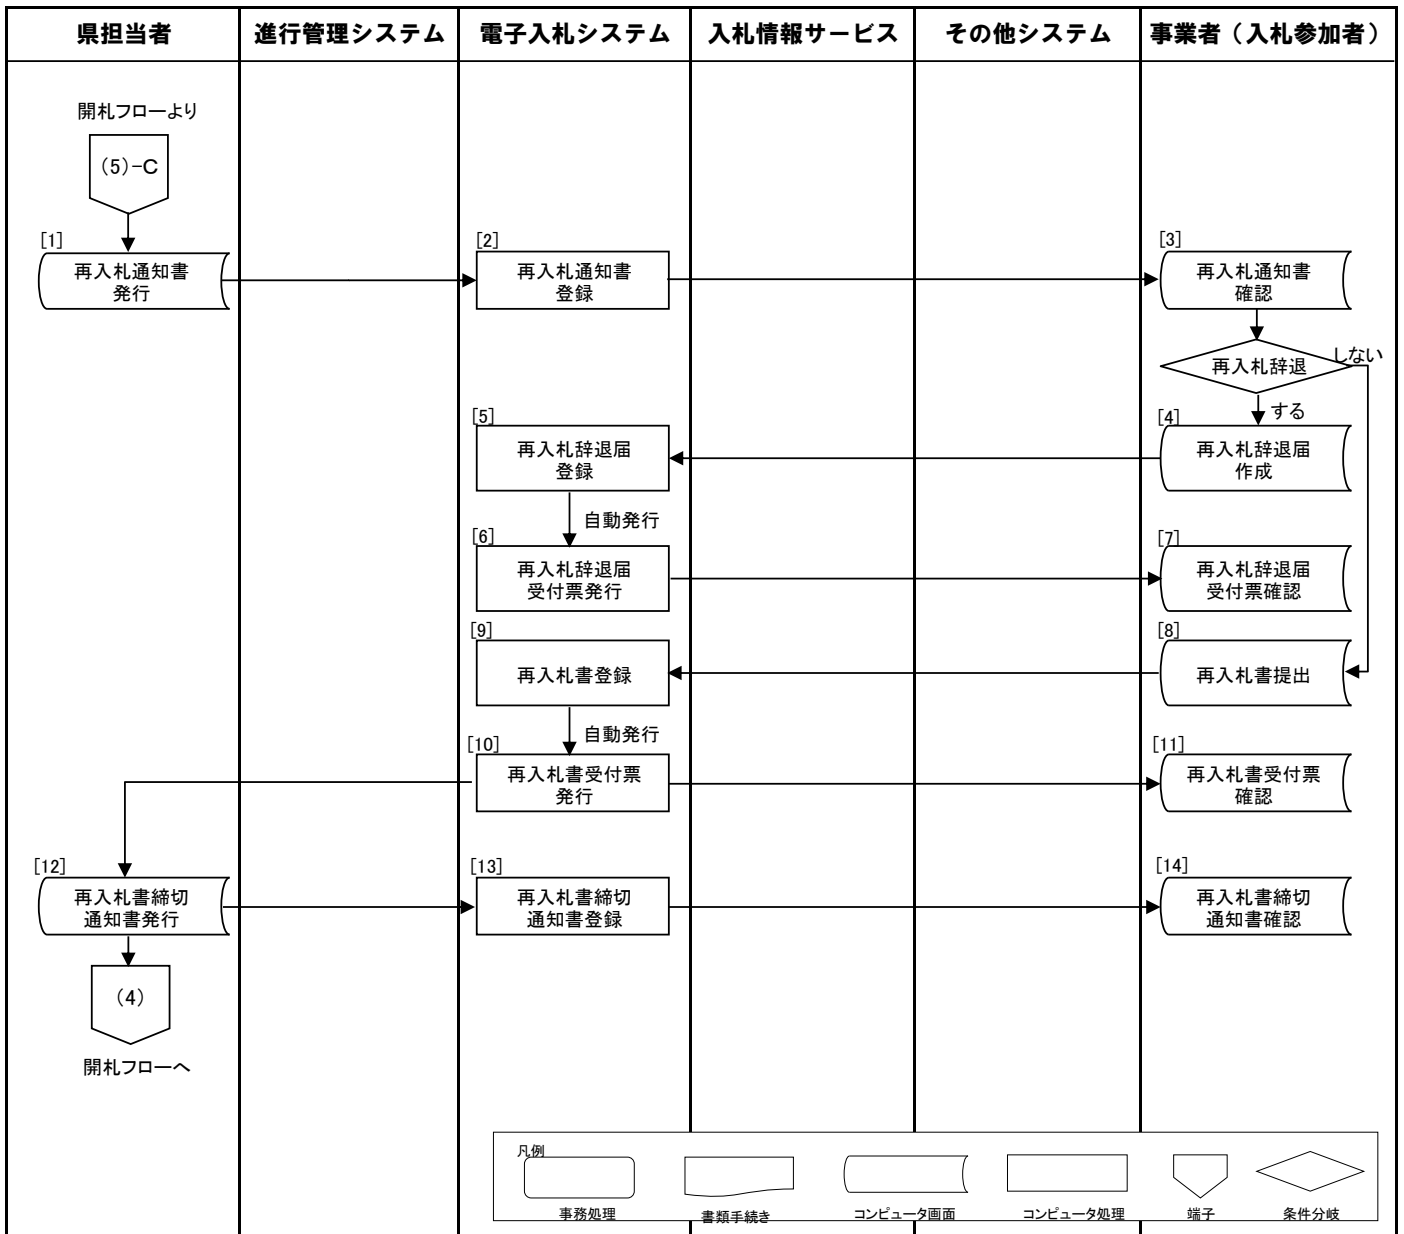 県担当者 進行管理システム 電子入札システム 入札情報サービス その他システム 事業者（入札参加者）
開札フローより
(5)-C
[1] [2] [3]
再入札通知書 再入札通知書 再入札通知書
発行 登録 確認
しない
再入札辞退
する
[5] [4]
再入札辞退届 再入札辞退届
登録 作成
自動発行
[6] [7]
再入札辞退届 再入札辞退届
受付票発行 受付票確認
[9] [8]
再入札書登録 再入札書提出
自動発行
[10] [11]
再入札書受付票 再入札書受付票
発行 確認
[12] [13] [14]
再入札書締切 再入札書締切 再入札書締切
通知書発行 通知書登録 通知書確認
(4)
開札フローへ
凡例
事務処理 書類手続き コンピュータ画面 コンピュータ処理 端子 条件分岐